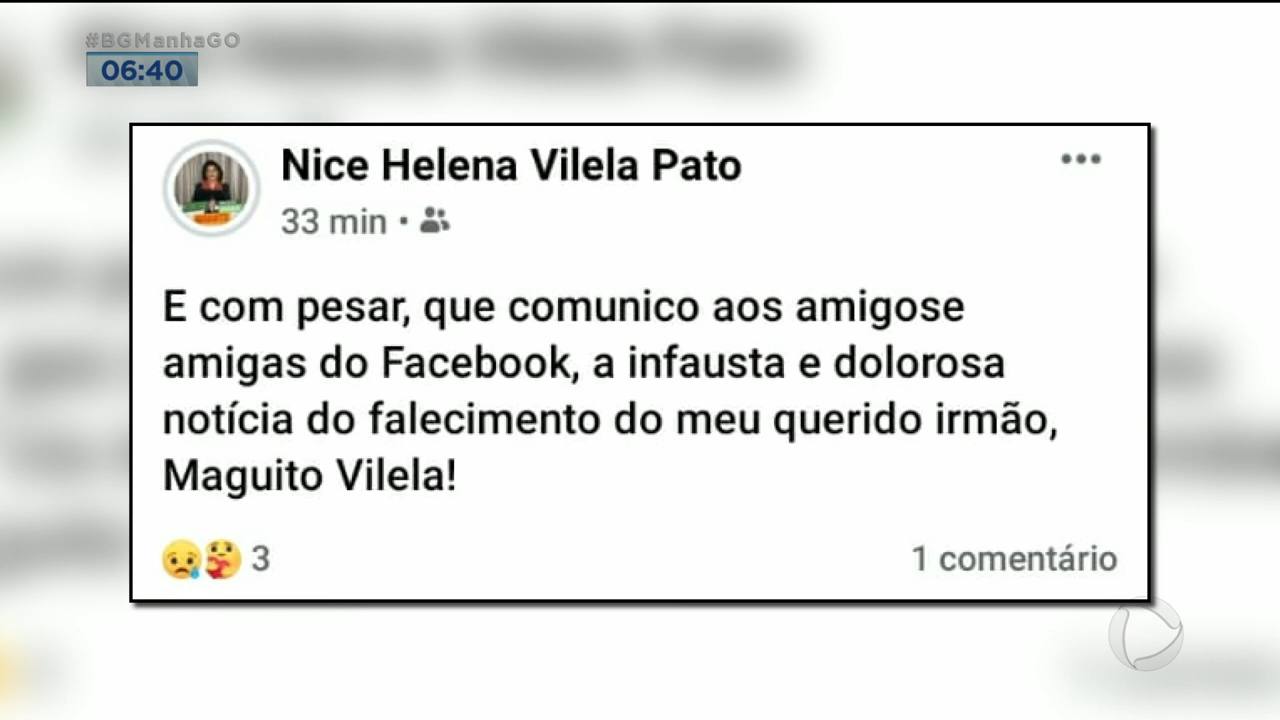 #BGManhaGO
06:40
Nice Helena Vilela Pato
33 min •
E com pesar, que comunico aos amigose
amigas do Facebook, a infausta e dolorosa
notícia do falecimento do meu querido irmão,
Maguito Vilela!
3
1 comentário